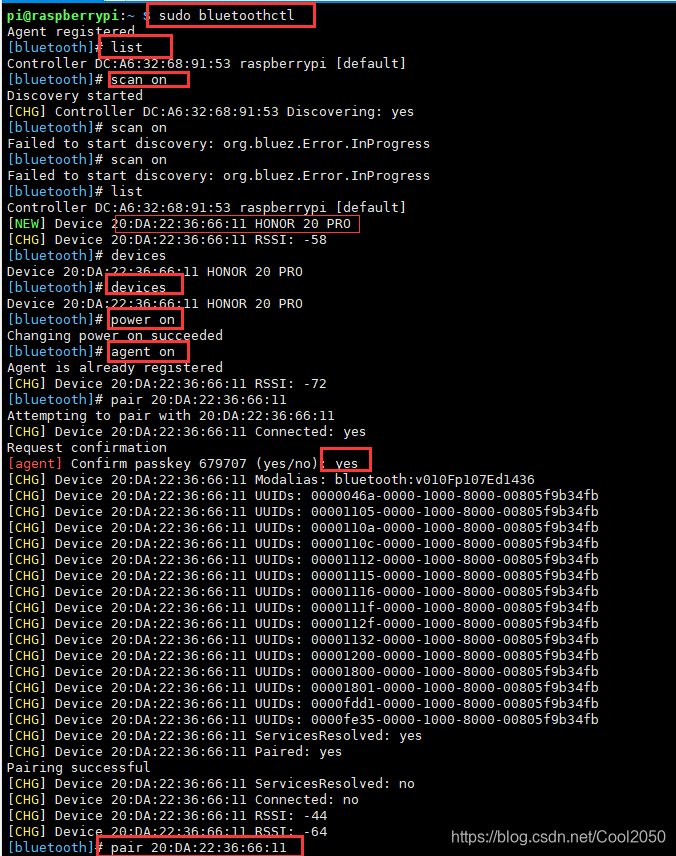 pi@raspberrypi:~ $ sudo bluetoothctl
Agent registered
[bluetooth]# list
Controller DC:A6:32:68:91:53 raspberrypi [default]
[bluetooth]# scan on
Discovery started
[CHG] Controller DC:A6:32:68:91:53 Discovering: yes
[bluetooth]# scan on
Failed to start discovery: org.bluez.Error.InProgress
[bluetooth]# scan on
Failed to start discovery: org.bluez.Error.InProgress
[bluetooth]# list
Controller DC:A6:32:68:91:53 raspberrypi [default]
[NEW] Device 20:DA:22:36:66:11 HONOR 20 PRO
[CHG] Device 20:DA:22:36:66:11 RSSI: -58
[bluetooth]# devices
Device 20:DA:22:36:66:11 HONOR 20 PRO
[bluetooth]# devices
Device 20:DA:22:36:66:11 HONOR 20 PRO
[bluetooth]# power on
Changing power on succeeded
[bluetooth]# agent on
Agent is already registered
[CHG] Device 20:DA:22:36:66:11 RSSI: -72
[bluetooth]# pair 20:DA:22:36:66:11
Attempting to pair with 20:DA:22:36:66:11
[CHG] Device 20:DA:22:36:66:11 Connected: yes
Request confirmation
[agent] Confirm passkey 679707 (yes/no): yes
[CHG] Device 20:DA:22:36:66:11 Modalias: bluetooth:v010Fp107Ed1436
[CHG] Device 20:DA:22:36:66:11 UUIDs: 0000046a-0000-1000-8000-00805f9b34fb
[CHG] Device 20:DA:22:36:66:11 UUIDs: 00001105-0000-1000-8000-00805f9b34fb
[CHG] Device 20:DA:22:36:66:11 UUIDs: 0000110a-0000-1000-8000-00805f9b34fb
[CHG] Device 20:DA:22:36:66:11 UUIDs: 0000110c-0000-1000-8000-00805f9b34fb
[CHG] Device 20:DA:22:36:66:11 UUIDs: 00001112-0000-1000-8000-00805f9b34fb
[CHG] Device 20:DA:22:36:66:11 UUIDs: 00001115-0000-1000-8000-00805f9b34fb
[CHG] Device 20:DA:22:36:66:11 UUIDs: 00001116-0000-1000-8000-00805f9b34fb
[CHG] Device 20:DA:22:36:66:11 UUIDs: 0000111f-0000-1000-8000-00805f9b34fb
[CHG] Device 20:DA:22:36:66:11 UUIDs: 0000112f-0000-1000-8000-00805f9b34fb
[CHG] Device 20:DA:22:36:66:11 UUIDs: 00001132-0000-1000-8000-00805f9b34fb
[CHG] Device 20:DA:22:36:66:11 UUIDs: 00001200-0000-1000-8000-00805f9b34fb
[CHG] Device 20:DA:22:36:66:11 UUIDs: 00001800-0000-1000-8000-00805f9b34fb
[CHG] Device 20:DA:22:36:66:11 UUIDs: 00001801-0000-1000-8000-00805f9b34fb
[CHG] Device 20:DA:22:36:66:11 UUIDs: 0000fdd1-0000-1000-8000-00805f9b34fb
[CHG] Device 20:DA:22:36:66:11 UUIDs: 0000fe35-0000-1000-8000-00805f9b34fb
[CHG] Device 20:DA:22:36:66:11 ServicesResolved: yes
[CHG] Device 20:DA:22:36:66:11 Paired: yes
Pairing successful
[CHG] Device 20:DA:22:36:66:11 ServicesResolved: no
[CHG] Device 20:DA:22:36:66:11 Connected: no
[CHG] Device 20:DA:22:36:66:11 RSSI: -44
[CHG] Device 20:DA:22:36:66:11 RSSI: -64
[bluetooth]# pair 20:DA:22:36:66:11
https://blog.csdn.net/Cool2050